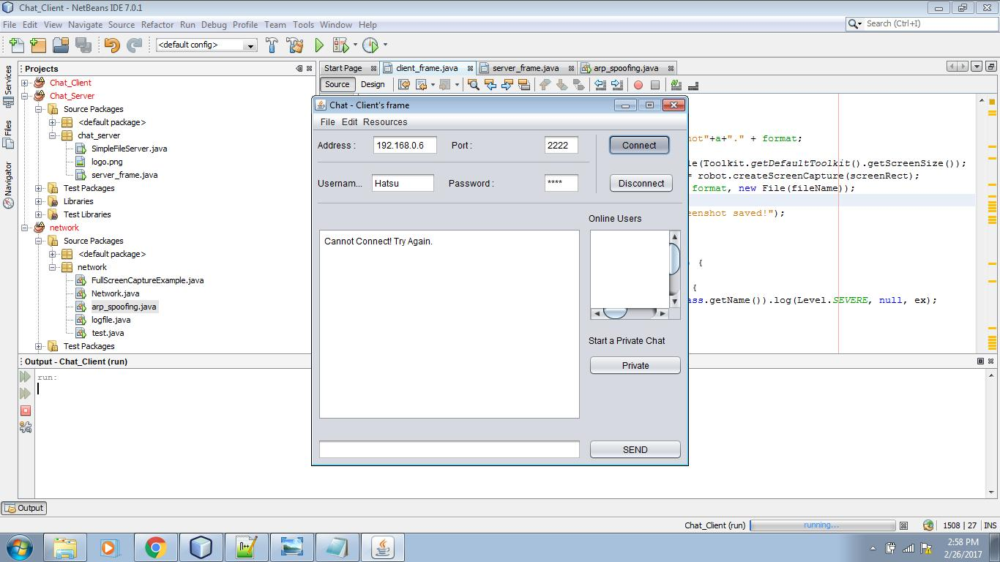 Chat_Client - NetBeans IDE 7.0.1
File Edit View Navigate Source Refactor Run Debug Profile Team Tools Window Help
Search (Ctrl+I)
<default config>
Services
Files
Navigator
Projects
Chat_Client
Chat_Server
Source Packages
<default package>
chat_server
SimpleFileServer.java
logo.png
server_frame.java
Test Packages
Libraries
Test Libraries
network
Source Packages
<default package>
network
FullScreenCaptureExample.java
Network.java
arp_spoofing.java
logfile.java
test.java
Test Packages
Start Page client_frame.java server_frame.java arp_spoofing.java
Source Design
"+a+"." + format;
(Toolkit.getDefaultToolkit().getScreenSize());
= robot.createScreenCapture(screenRect);
format, new File(fileName));
enshot saved!");
{
{
ass.getName()).log(Level.SEVERE, null, ex);
Chat - Client's frame
File Edit Resources
Address : 192.168.0.6 Port : 2222 Connect
Usernam... Hatsu Password : **** Disconnect
Online Users
Cannot Connect! Try Again.
Start a Private Chat
Private
SEND
Output - Chat_Client (run)
run:
Output
Chat_Client (run) running... 1508 | 27 INS
2:58 PM
2/26/2017